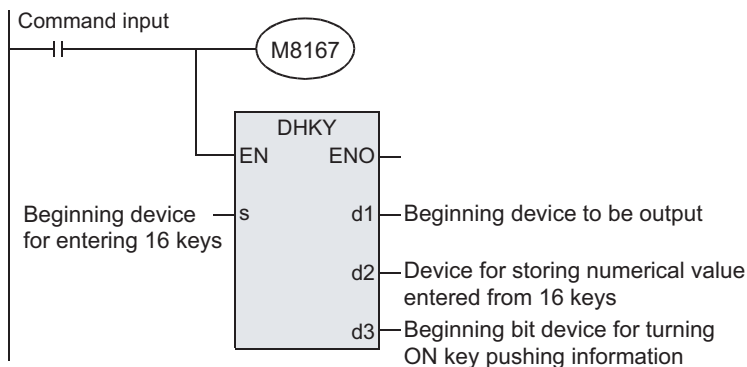 Command input
M8167
DHKY
EN ENO
Beginning device
for entering 16 keys
s
d1
Beginning device to be output
d2
Device for storing numerical value
entered from 16 keys
d3
Beginning bit device for turning
ON key pushing information